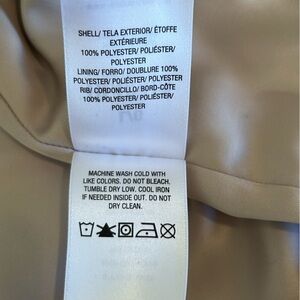 SHELL/ TELA EXTERIOR/ ÉTOFFE
EXTÉRIEURE
100% POLYESTER/ POLIÉSTER/
POLYESTER
LINING/ FORRO/ DOUBLURE 100%
POLYESTER/ POLIÉSTER/ POLYESTER
RIB/ CORDONCILLO/ BORD-CÔTE
100% POLYESTER/ POLIÉSTER/
POLYESTER
MACHINE WASH COLD WITH
LIKE COLORS. DO NOT BLEACH.
TUMBLE DRY LOW. COOL IRON
IF NEEDED INSIDE OUT. DO NOT
DRY CLEAN.